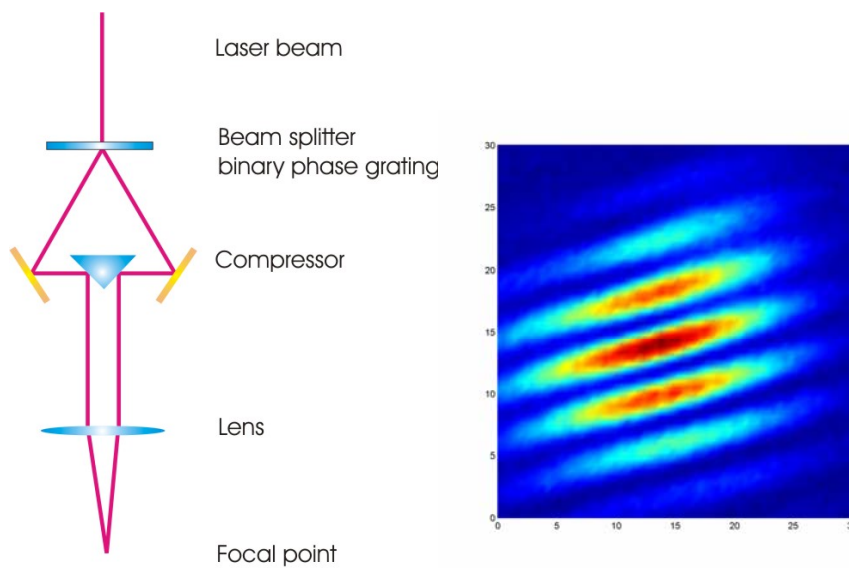 Laser beam
Beam splitter
binary phase grating
Compressor
Lens
Focal point
30
25
20
15
10
5
0
0 5 10 15 20 25 3